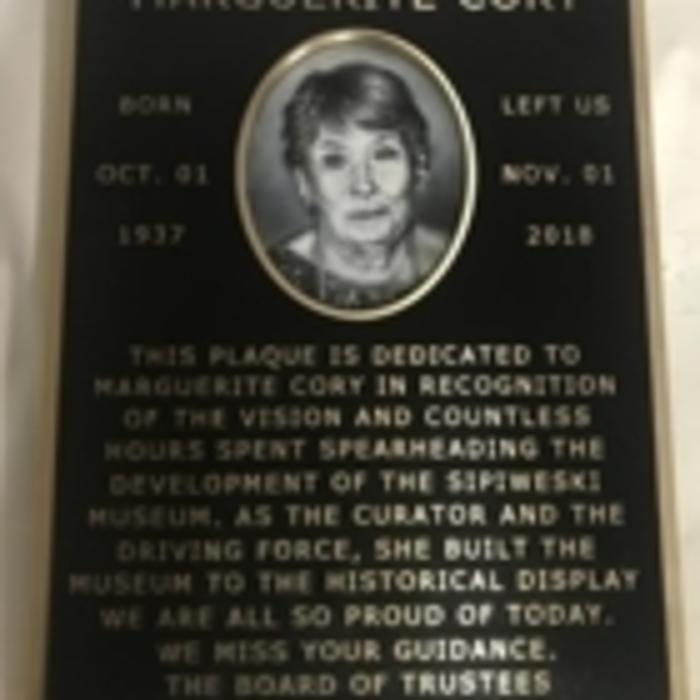 MARGUERITE CORY
BORN
OCT. 01
1937
LEFT US
NOV. 01
2018
THIS PLAQUE IS DEDICATED TO
MARGUERITE CORY IN RECOGNITION
OF THE VISION AND COUNTLESS
HOURS SPENT SPEARHEADING THE
DEVELOPMENT OF THE SIPIWESKI
MUSEUM. AS THE CURATOR AND THE
DRIVING FORCE, SHE BUILT THE
MUSEUM TO THE HISTORICAL DISPLAY
WE ARE ALL SO PROUD OF TODAY.
WE MISS YOUR GUIDANCE.
THE BOARD OF TRUSTEES